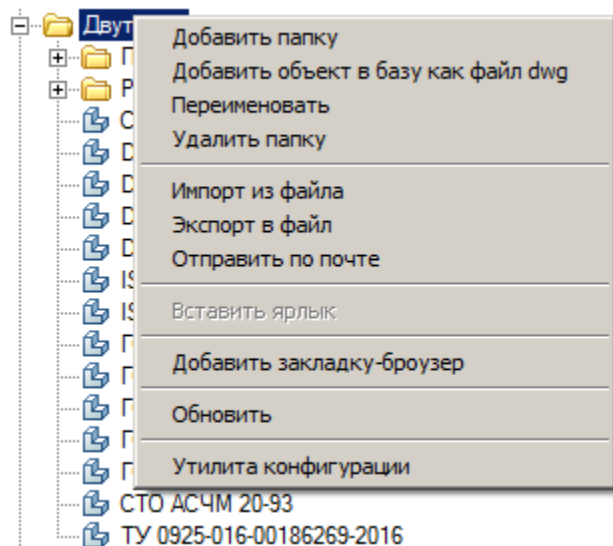 Добавить папку
Добавить объект в базу как файл dwg
Переименовать
Удалить папку
Импорт из файла
Экспорт в файл
Отправить по почте
Вставить ярлык
Добавить закладку-броузер
Обновить
Утилита конфигурации
СТО АСЧМ 20-93
ТУ 0925-016-00186269-2016